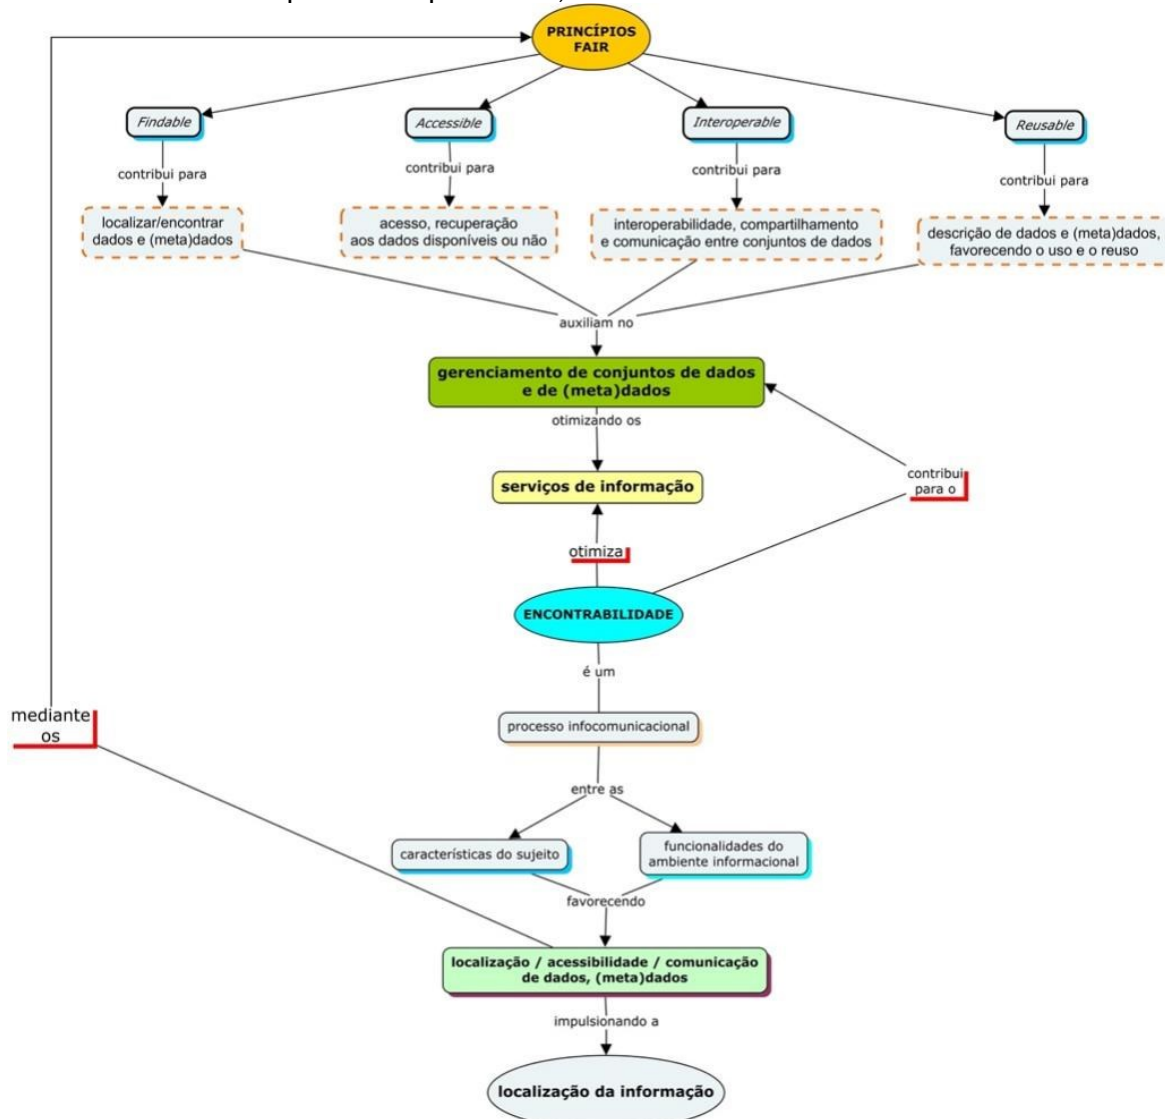 PRINCÍPIOS
FAIR
Findable
Accessible
Interoperable
Reusable
contribui para
contribui para
contribui para
contribui para
localizar/encontrar
dados e (meta)dados
acesso, recuperação
aos dados disponíveis ou não
interoperabilidade, compartilhamento
e comunicação entre conjuntos de dados
descrição de dados e (meta)dados,
favorecendo o uso e o reuso
auxiliam no
gerenciamento de conjuntos de dados
e de (meta)dados
otimizando os
contribui
para o
serviços de informação
otimiza
ENCONTRABILIDADE
é um
mediante
os
processo infocomunicacional
entre as
características do sujeito
funcionalidades do
ambiente informacional
favorecendo
localização / acessibilidade / comunicação
de dados, (meta)dados
impulsionando a
localização da informação